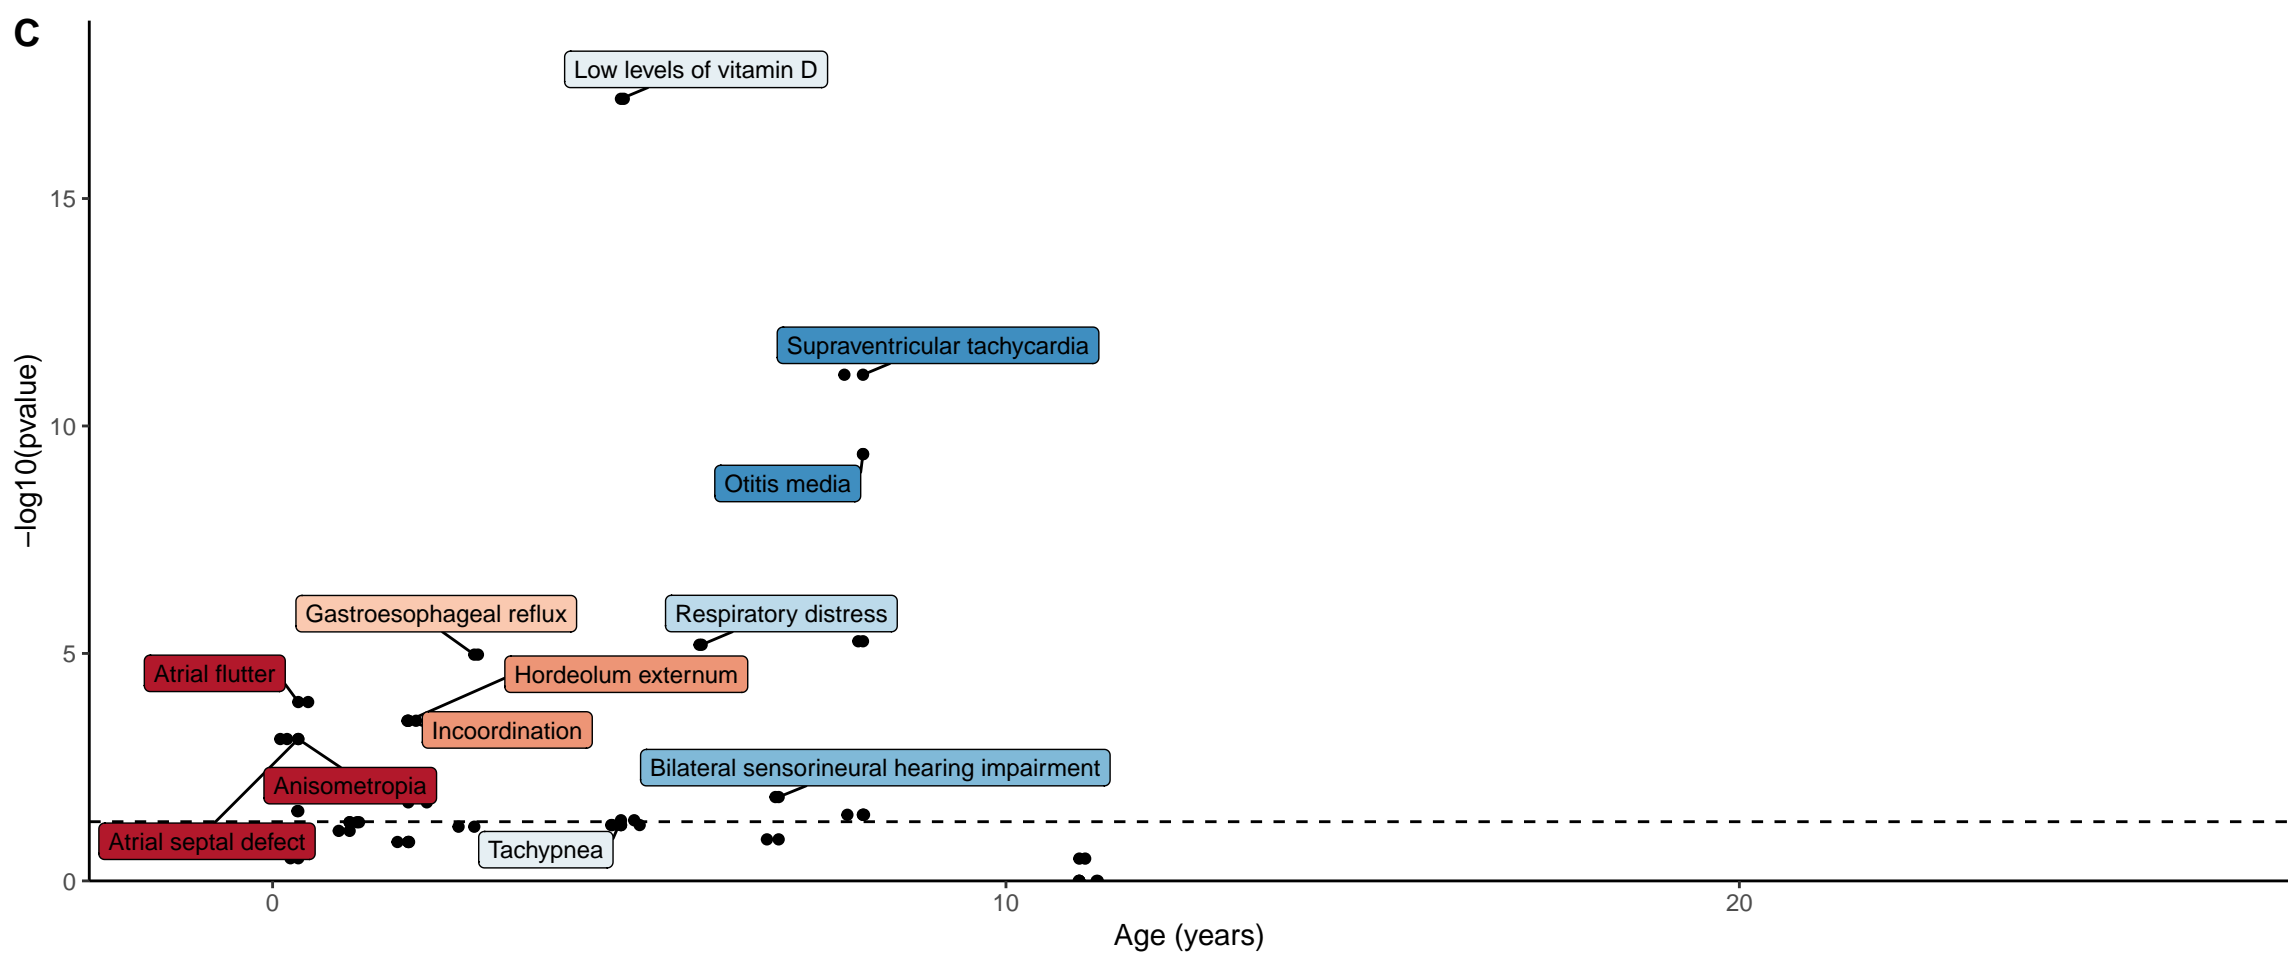 C
Low levels of vitamin D
15
Supraventricular tachycardia
10
Otitis media
−log10(pvalue)
Gastroesophageal reflux
Respiratory distress
5
Atrial flutter
Hordeolum externum
Incoordination
Bilateral sensorineural hearing impairment
Anisometropia
Atrial septal defect
Tachypnea
0
0
10
20
Age (years)